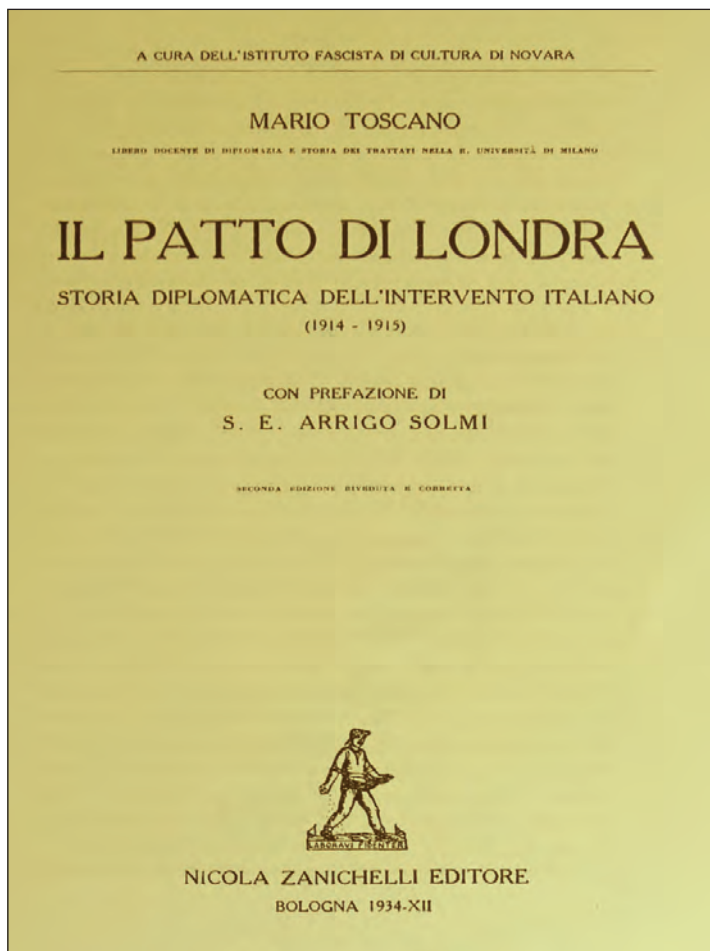 A CURA DELL'ISTITUTO FASCISTA DI CULTURA DI NOVARA
MARIO TOSCANO
LIBERO DOCENTE DI DIPLOMAZIA E STORIA DEI TRATTATI NELLA R. UNIVERSITÀ DI MILANO
IL PATTO DI LONDRA
STORIA DIPLOMATICA DELL'INTERVENTO ITALIANO
(1914 - 1915)
CON PREFAZIONE DI
S. E. ARRIGO SOLMI
SECONDA EDIZIONE RIVEDUTA E CORRETTA
LABORAVI FIDENTER
NICOLA ZANICHELLI EDITORE
BOLOGNA 1934-XII